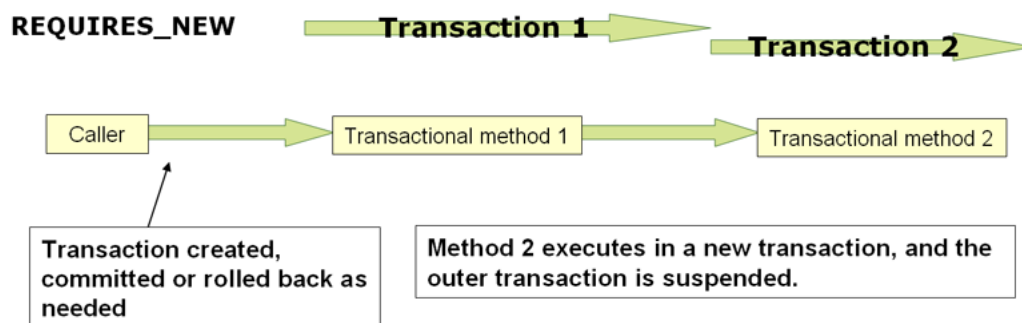 REQUIRES_NEW
Transaction 1
Transaction 2
Caller
Transactional method 1
Transactional method 2
Transaction created,
committed or rolled back as
needed
Method 2 executes in a new transaction, and the
outer transaction is suspended.